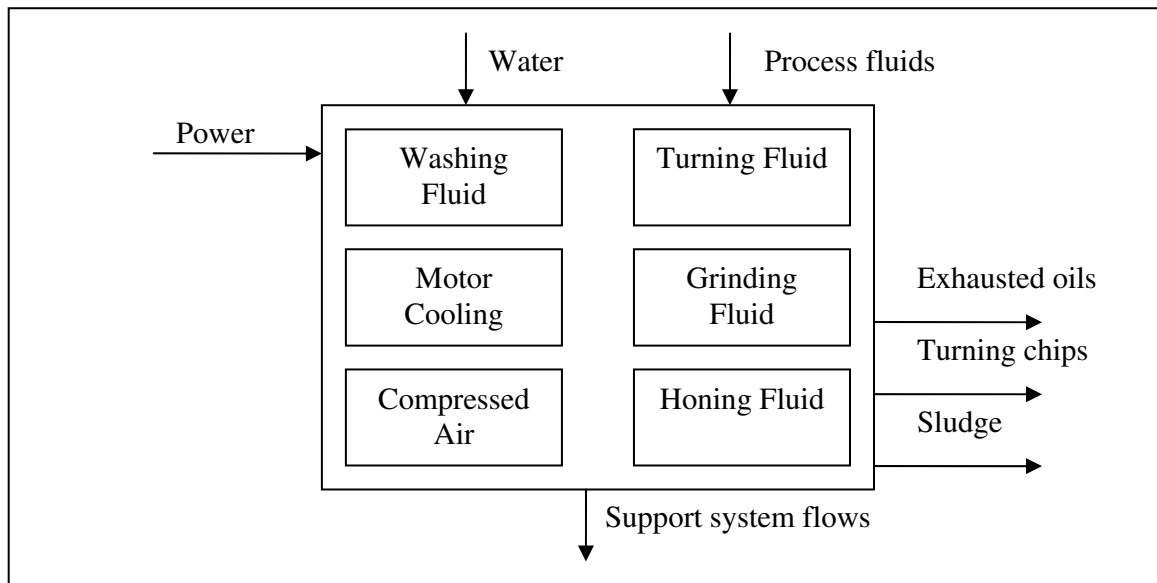 Water
Process fluids
Power
Washing
Fluid
Turning Fluid
Motor
Cooling
Grinding
Fluid
Exhausted oils
Turning chips
Compressed
Air
Honing Fluid
Sludge
Support system flows